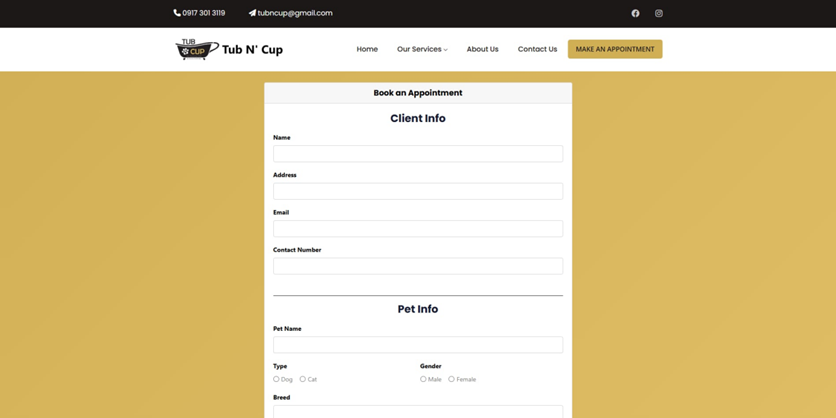 0917 301 3119 tubncup@gmail.com
TUB
CUP
Tub N' Cup Home Our Services About Us Contact Us MAKE AN APPOINTMENT
Book an Appointment
Client Info
Name
Address
Email
Contact Number
Pet Info
Pet Name
Type Gender
Dog Cat Male Female
Breed